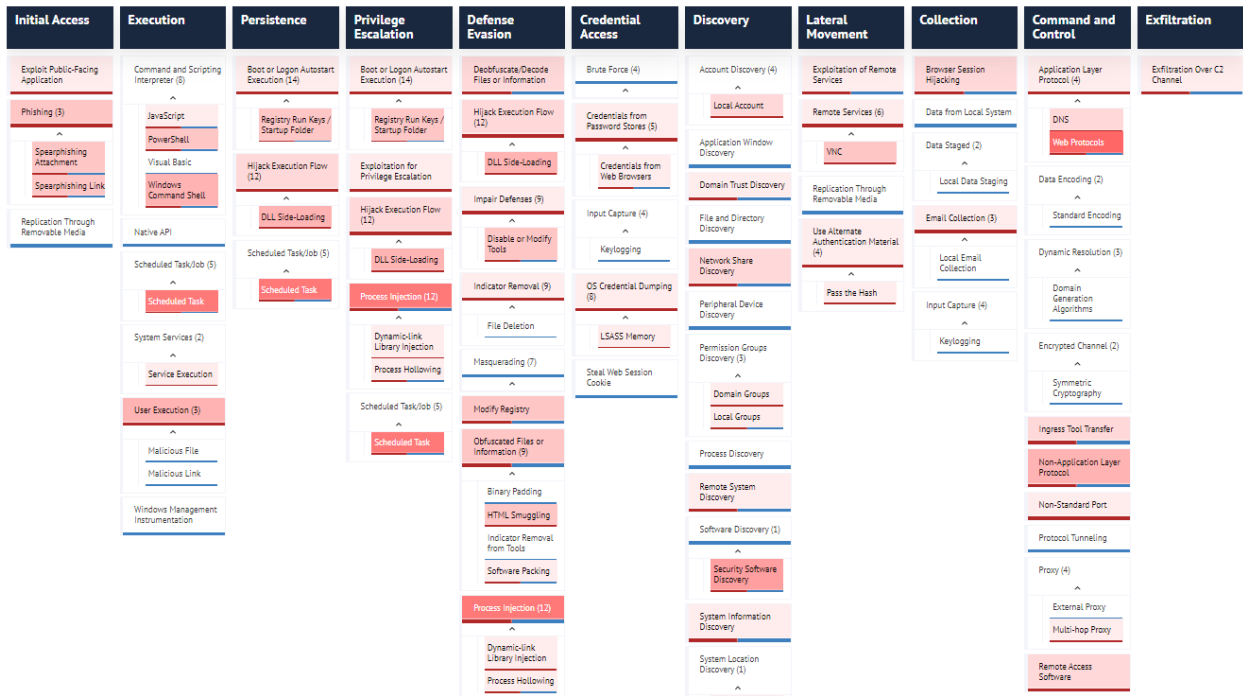 Initial Access
Exploit Public-Facing
Application
Phishing (3)
Spearphishing
Attachment
Spearphishing Link
Replication Through
Removable Media
Execution
Command and Scripting
Interpreter (8)
JavaScript
PowerShell
Visual Basic
Windows
Command Shell
Native API
Scheduled Task/Job (5)
Scheduled Task
System Services (2)
Service Execution
User Execution (3)
Malicious File
Malicious Link
Windows Management
Instrumentation
Persistence
Boot or Logon Autostart
Execution (14)
Registry Run Keys /
Startup Folder
Hijack Execution Flow
(12)
DLL Side-Loading
Scheduled Task/Job (5)
Scheduled Task
Privilege
Escalation
Boot or Logon Autostart
Execution (14)
Registry Run Keys /
Startup Folder
Exploitation for
Privilege Escalation
Hijack Execution Flow
(12)
DLL Side-Loading
Process Injection (12)
Dynamic-link
Library Injection
Process Hollowing
Scheduled Task/Job (5)
Scheduled Task
Defense
Evasion
Deobfuscate/Decode
Files or Information
Hijack Execution Flow
(12)
DLL Side-Loading
Impair Defenses (9)
Disable or Modify
Tools
Indicator Removal (9)
File Deletion
Masquerading (7)
Modify Registry
Obfuscated Files or
Information (9)
Binary Padding
HTML Smuggling
Indicator Removal
from Tools
Software Packing
Process Injection (12)
Dynamic-link
Library Injection
Process Hollowing
Credential
Access
Brute Force (4)
Credentials from
Password Stores (5)
Credentials from
Web Browsers
Input Capture (4)
Keylogging
OS Credential Dumping
(8)
LSASS Memory
Steal Web Session
Cookie
Discovery
Account Discovery (4)
Local Account
Application Window
Discovery
Domain Trust Discovery
File and Directory
Discovery
Network Share
Discovery
Peripheral Device
Discovery
Permission Groups
Discovery (3)
Domain Groups
Local Groups
Process Discovery
Remote System
Discovery
Software Discovery (1)
Security Software
Discovery
System Information
Discovery
System Location
Discovery (1)
Lateral
Movement
Exploitation of Remote
Services
Remote Services (6)
VNC
Replication Through
Removable Media
Use Alternate
Authentication Material
(4)
Pass the Hash
Collection
Browser Session
Hijacking
Data from Local System
Data Staged (2)
Local Data Staging
Email Collection (3)
Local Email
Collection
Input Capture (4)
Keylogging
Command and
Control
Application Layer
Protocol (4)
DNS
Web Protocols
Data Encoding (2)
Standard Encoding
Dynamic Resolution (3)
Domain
Generation
Algorithms
Encrypted Channel (2)
Symmetric
Cryptography
Ingress Tool Transfer
Non-Application Layer
Protocol
Non-Standard Port
Protocol Tunneling
Proxy (4)
External Proxy
Multi-hop Proxy
Remote Access
Software
Exfiltration
Exfiltration Over C2
Channel